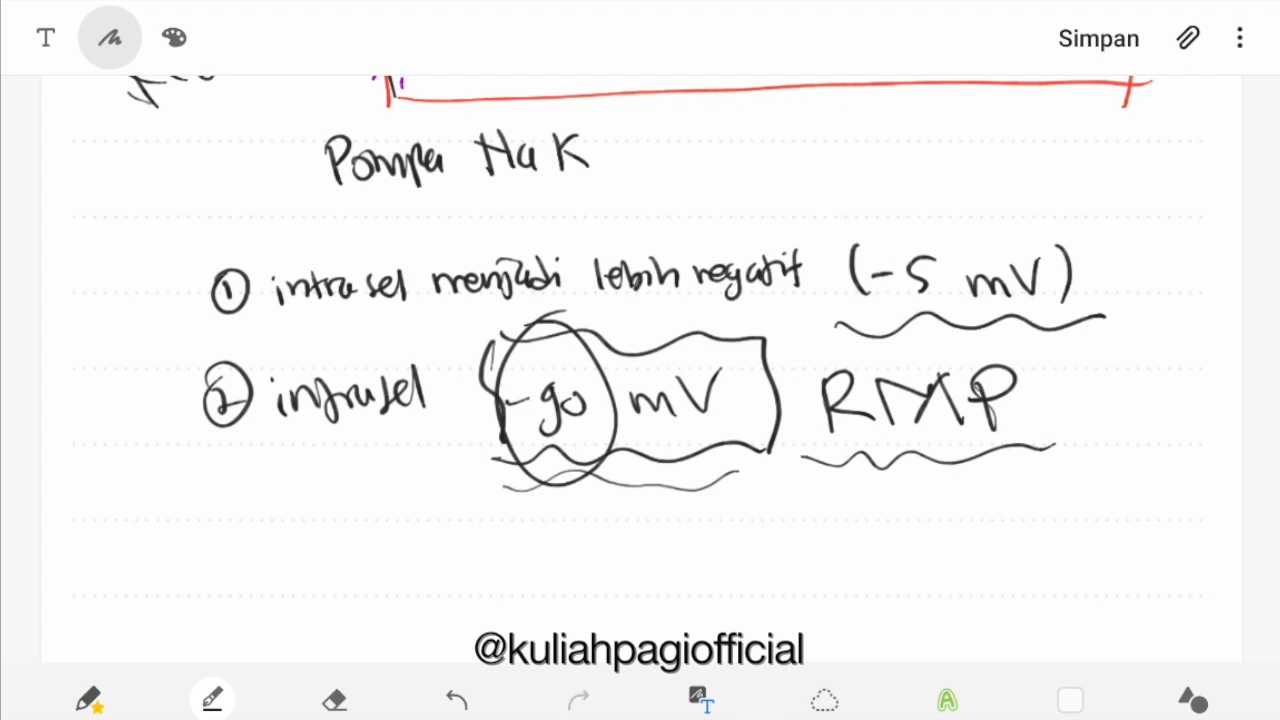 T Simpan
Pompa Na K
① intrasel menjadi lebih negatif (-5 mV)
② intrasel (-90 mV) RMP
@kuliahpagiofficial